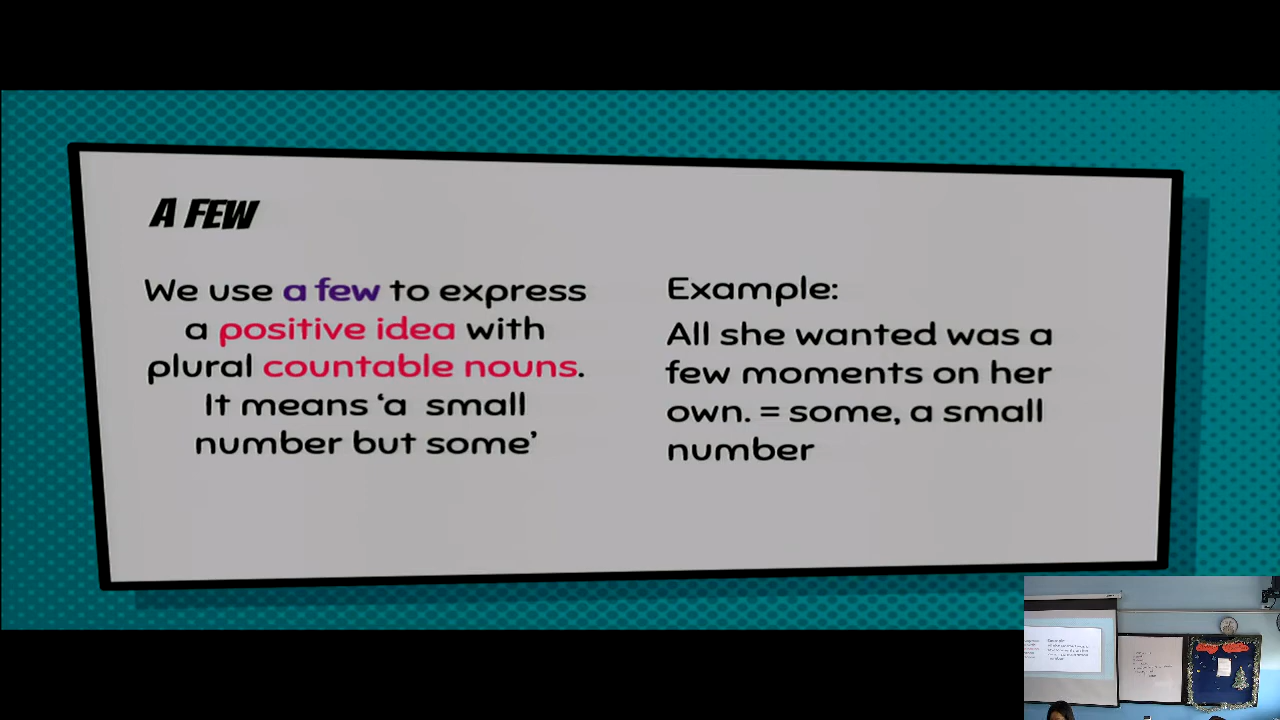 A FEW
We use a few to express
a positive idea with
plural countable nouns.
It means ‘a small
number but some’
Example:
All she wanted was a
few moments on her
own. = some, a small
number